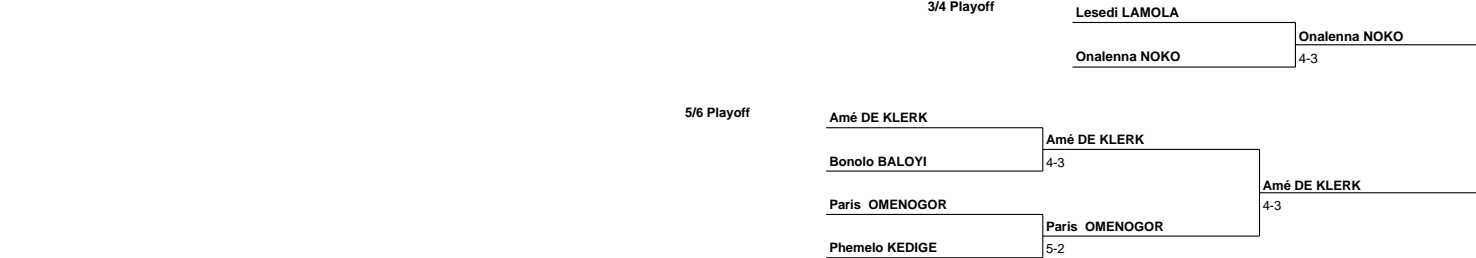 3/4 Playoff
Lesedi LAMOLA
Onalenna NOKO
Onalenna NOKO
4-3
5/6 Playoff
Amé DE KLERK
Amé DE KLERK
Bonolo BALOYI
4-3
Amé DE KLERK
4-3
Paris  OMENOGOR
Paris  OMENOGOR
Phemelo KEDIGE
5-2